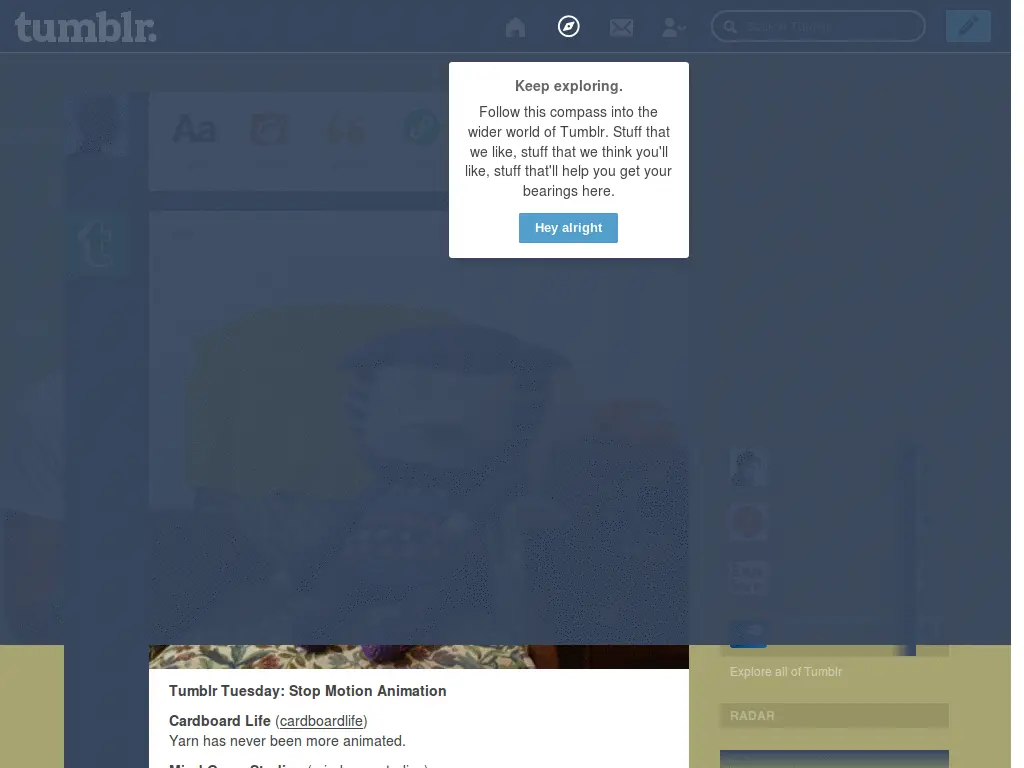 tumblr.
Search Tumblr
Keep exploring.
Follow this compass into the
wider world of Tumblr. Stuff that
we like, stuff that we think you'll
like, stuff that'll help you get your
bearings here.
Hey alright
Aa
Tumblr Tuesday: Stop Motion Animation
Cardboard Life (cardboardlife)
Yarn has never been more animated.
Explore all of Tumblr
RADAR